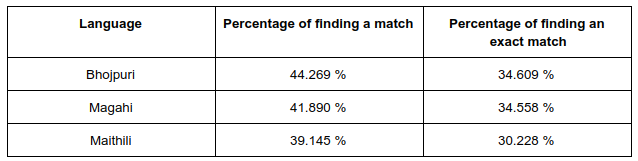 Language Percentage of finding a match Percentage of finding an exact match
Bhojpuri 44.269 % 34.609 %
Magahi 41.890 % 34.558 %
Maithili 39.145 % 30.228 %